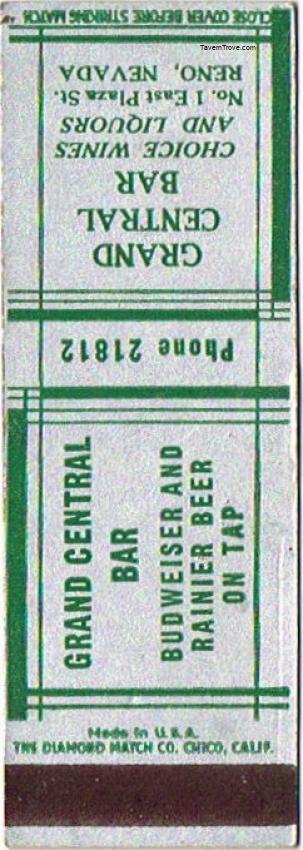 CLOSE COVER BEFORE STRIKING MATCH
TavernTrove.com
GRAND
CENTRAL
BAR
CHOICE WINES
AND LIQUORS
No. 1 East Plaza St.
RENO, NEVADA
Phone 21812
GRAND CENTRAL
BAR
BUDWEISER AND
RAINIER BEER
ON TAP
Made in U.S.A.
THE DIAMOND MATCH CO. CHICO, CALIF.